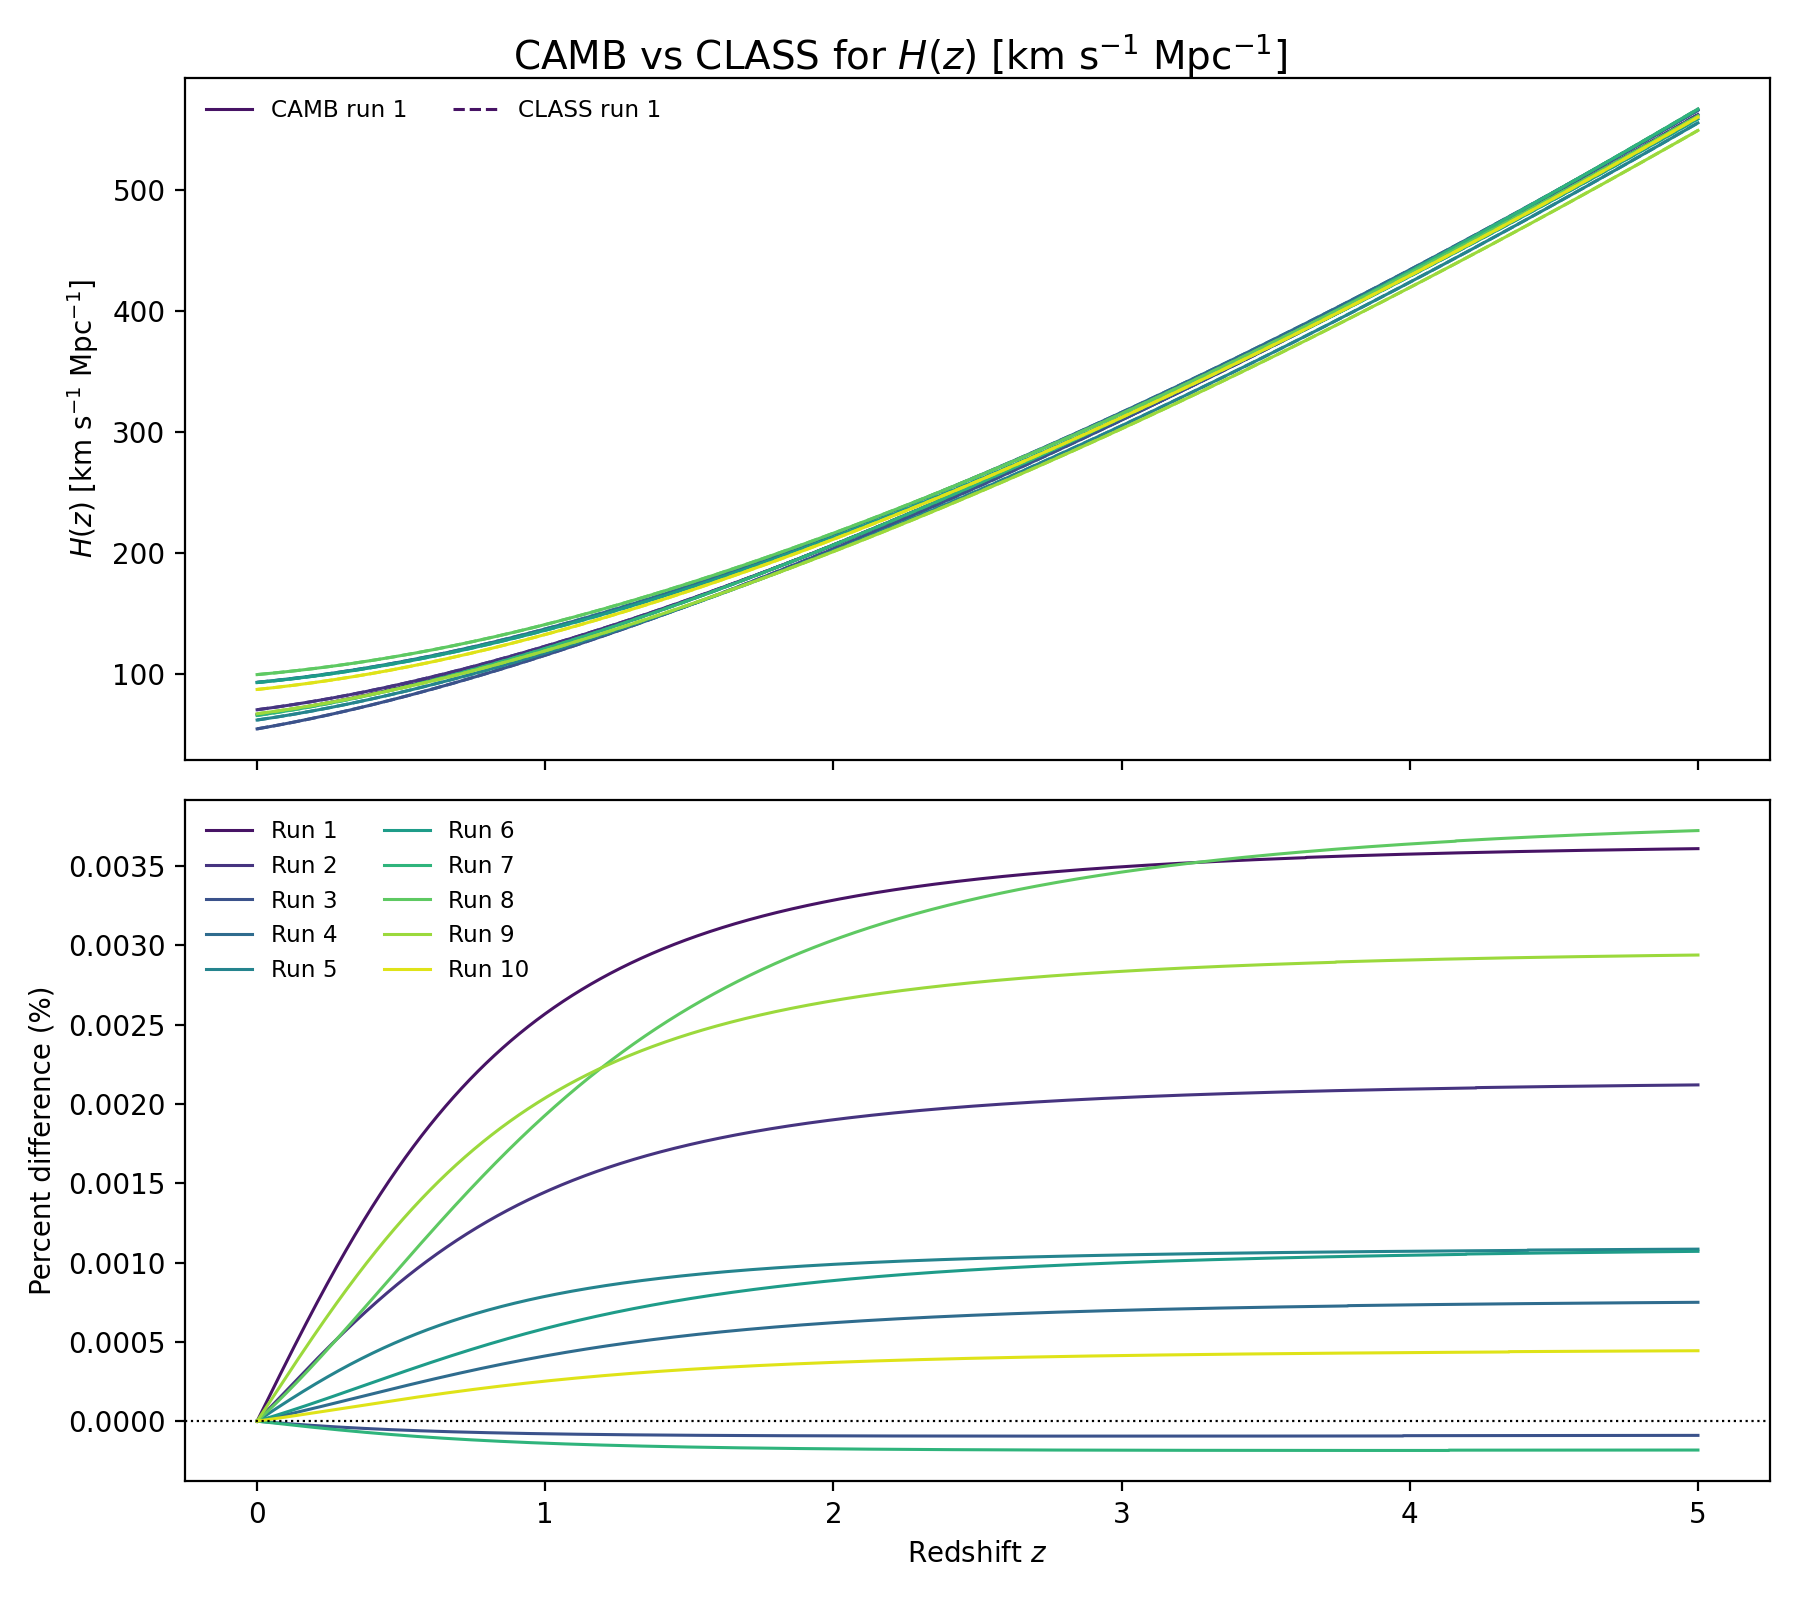 CAMB vs CLASS for H(z) [km s⁻¹ Mpc⁻¹]
CAMB run 1 CLASS run 1
H(z) [km s⁻¹ Mpc⁻¹]
500
400
300
200
100
Run 1 Run 6
Run 2 Run 7
Run 3 Run 8
Run 4 Run 9
Run 5 Run 10
Percent difference (%)
0.0035
0.0030
0.0025
0.0020
0.0015
0.0010
0.0005
0.0000
0 1 2 3 4 5
Redshift z